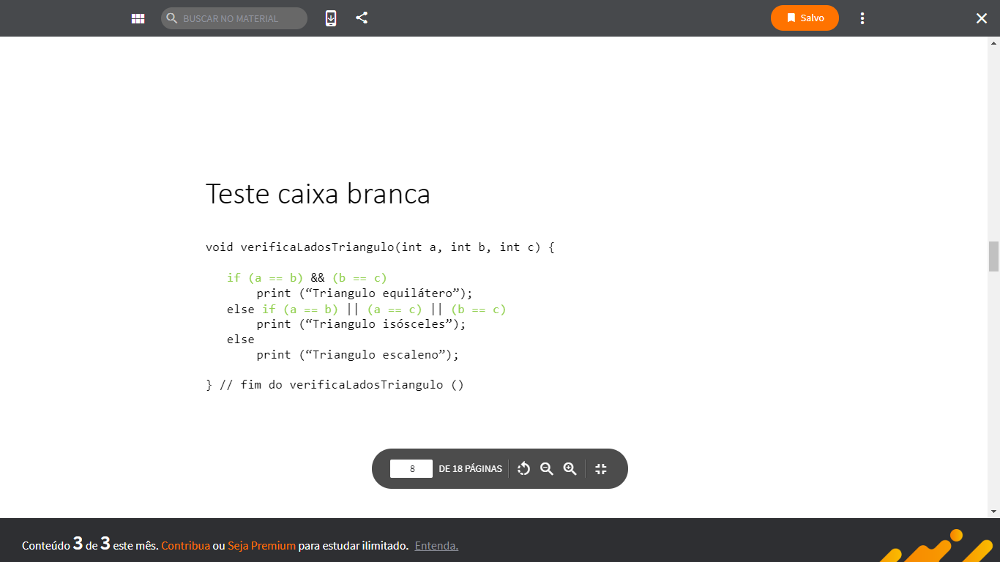 BUSCAR NO MATERIAL
Salvo
Teste caixa branca
void verificaLadosTriangulo(int a, int b, int c) {
if (a == b) && (b == c)
print (“Triangulo equilátero”);
else if (a == b) || (a == c) || (b == c)
print (“Triangulo isósceles”);
else
print (“Triangulo escaleno”);
} // fim do verificaLadosTriangulo ()
8 DE 18 PÁGINAS
Conteúdo 3 de 3 este mês. Contribua ou Seja Premium para estudar ilimitado. Entenda.